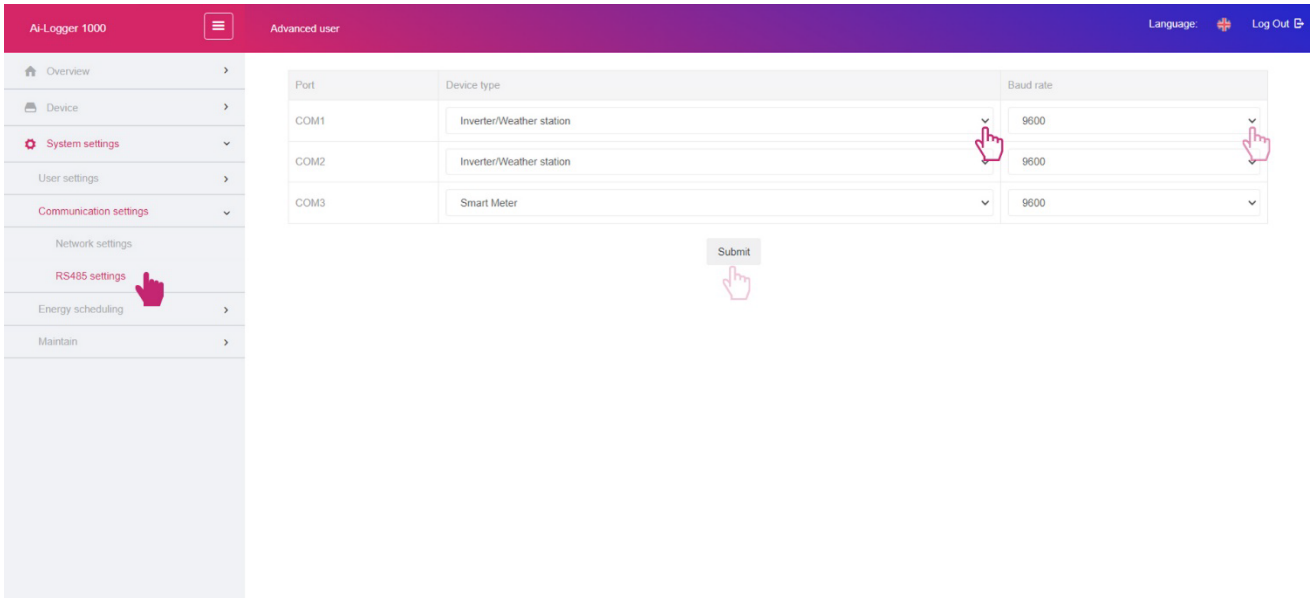 Ai-Logger 1000
Advanced user
Language:
Log Out
Overview
Device
System settings
User settings
Communication settings
Network settings
RS485 settings
Energy scheduling
Maintain
Port Device type Baud rate
COM1 Inverter/Weather station 9600
COM2 Inverter/Weather station 9600
COM3 Smart Meter 9600
Submit